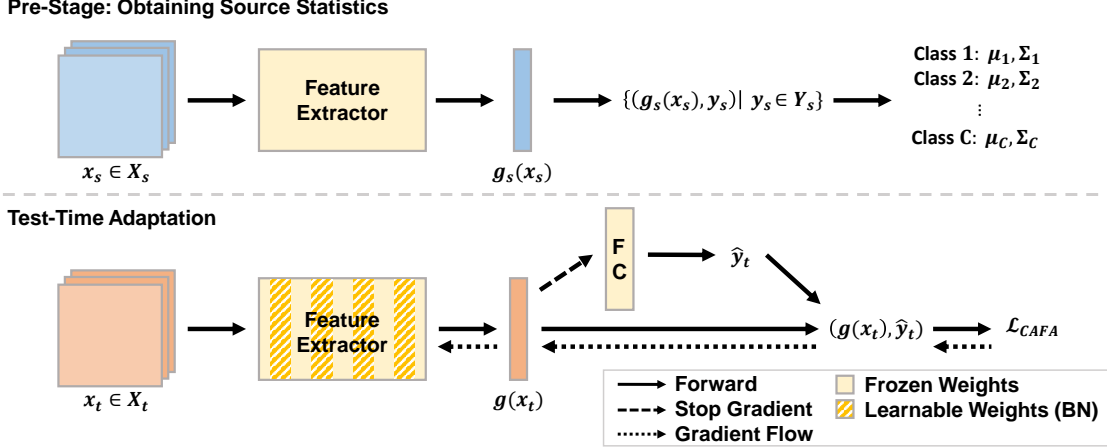 Pre-Stage: Obtaining Source Statistics
Feature
Extractor
x_s ∈ X_s
g_s(x_s)
{(g_s(x_s), y_s)| y_s ∈ Y_s}
Class 1: μ_1, Σ_1
Class 2: μ_2, Σ_2
⋮
Class C: μ_C, Σ_C
Test-Time Adaptation
Feature
Extractor
x_t ∈ X_t
g(x_t)
F
C
ŷ_t
(g(x_t), ŷ_t)
ℒ_CAFA
Forward
Stop Gradient
Gradient Flow
Frozen Weights
Learnable Weights (BN)